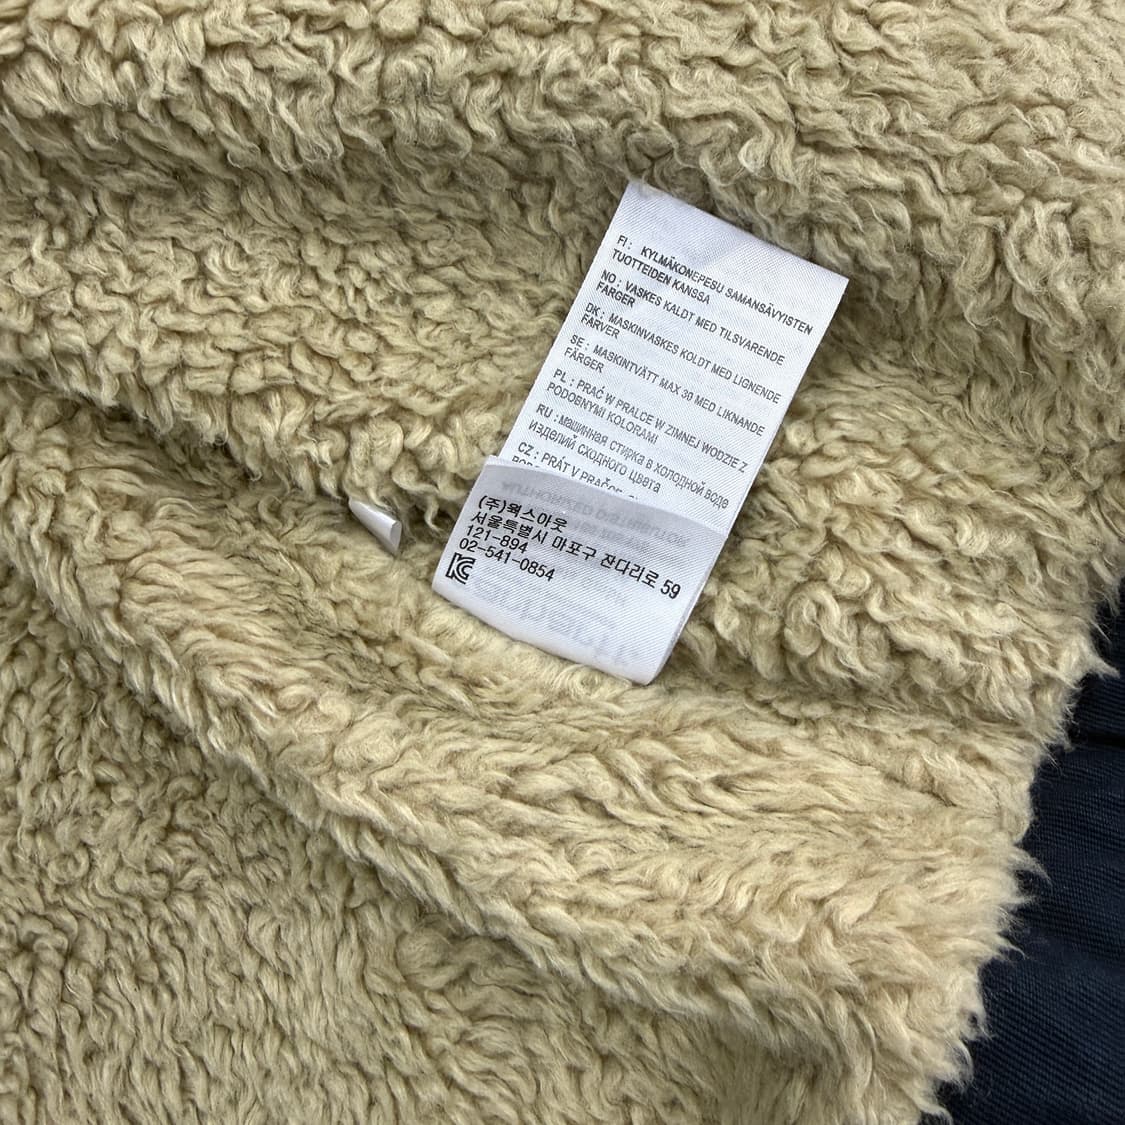 FI : KYLMÄKONEPESU SAMANSÄVYISTEN
TUOTTEIDEN KANSSA
NO : VASKES KALDT MED TILSVARENDE
FARGER
DK : MASKINVASKES KOLDT MED LIGNENDE
FARVER
SE : MASKINTVÄTT MAX 30 MED LIKNANDE
FÄRGER
PL : PRAĆ W PRALCE W ZIMNEJ WODZIE Z
PODOBNYMI KOLORAMI
RU : машинная стирка в холодной воде
изделий сходного цвета
CZ : PRÁT V PRAČCE
(주)웍스아웃
서울특별시 마포구 잔다리로 59
121-894
02-541-0854